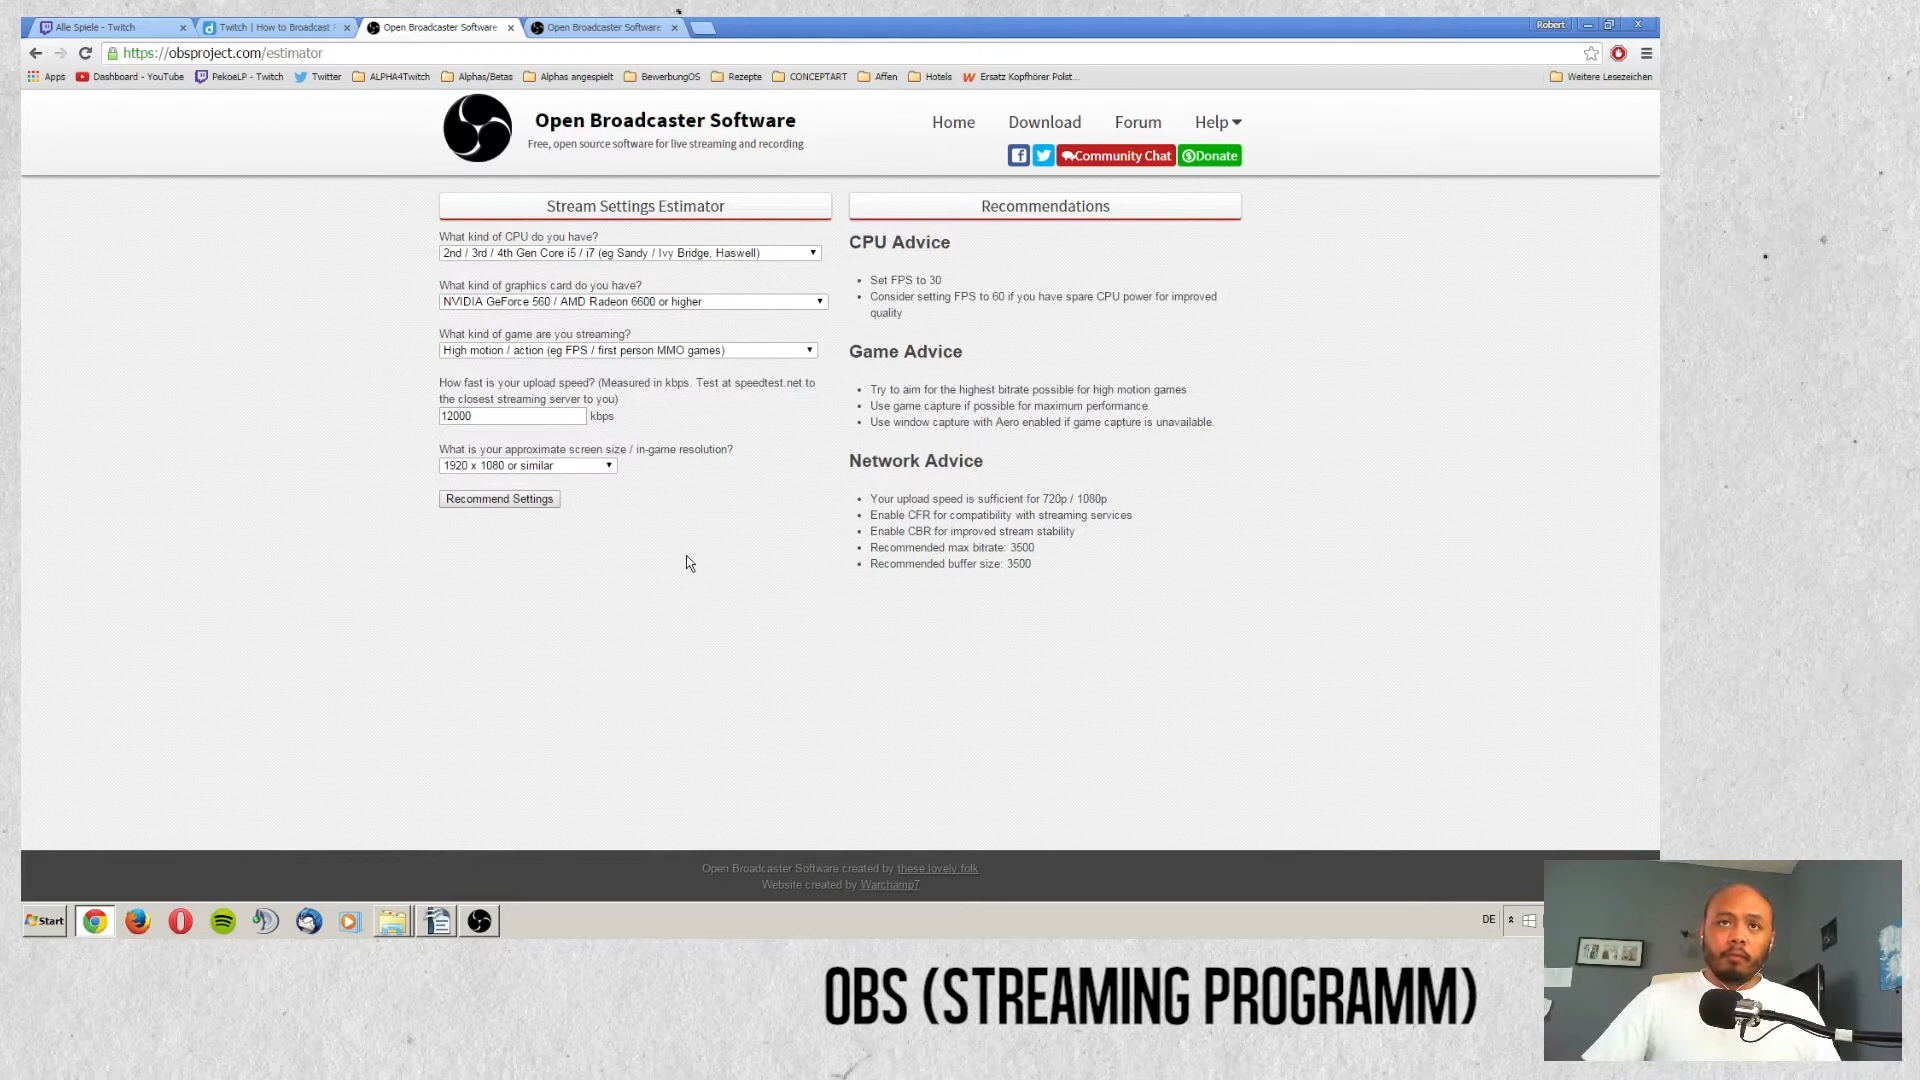 Alle Spiele - Twitch
Twitch | How to Broadcast
Open Broadcaster Software
Open Broadcaster Software
Robert
https://obsproject.com/estimator
Apps
Dashboard - YouTube
PekoeLP - Twitch
Twitter
ALPHA4Twitch
Alphas/Betas
Alphas angespielt
BewerbungOS
Rezepte
CONCEPTART
Affen
Hotels
Ersatz Kopfhörer Polst...
Weitere Lesezeichen
Open Broadcaster Software
Free, open source software for live streaming and recording
Home Download Forum Help
Community Chat Donate
Stream Settings Estimator
What kind of CPU do you have?
2nd / 3rd / 4th Gen Core i5 / i7 (eg Sandy / Ivy Bridge, Haswell)
What kind of graphics card do you have?
NVIDIA GeForce 560 / AMD Radeon 6600 or higher
What kind of game are you streaming?
High motion / action (eg FPS / first person MMO games)
How fast is your upload speed? (Measured in kbps. Test at speedtest.net to
the closest streaming server to you)
12000 kbps
What is your approximate screen size / in-game resolution?
1920 x 1080 or similar
Recommend Settings
Recommendations
CPU Advice
Set FPS to 30
Consider setting FPS to 60 if you have spare CPU power for improved
quality
Game Advice
Try to aim for the highest bitrate possible for high motion games
Use game capture if possible for maximum performance.
Use window capture with Aero enabled if game capture is unavailable.
Network Advice
Your upload speed is sufficient for 720p / 1080p
Enable CFR for compatibility with streaming services
Enable CBR for improved stream stability
Recommended max bitrate: 3500
Recommended buffer size: 3500
Open Broadcaster Software created by these lovely folk
Website created by Warchamp7
Start
DE
OBS (STREAMING PROGRAMM)